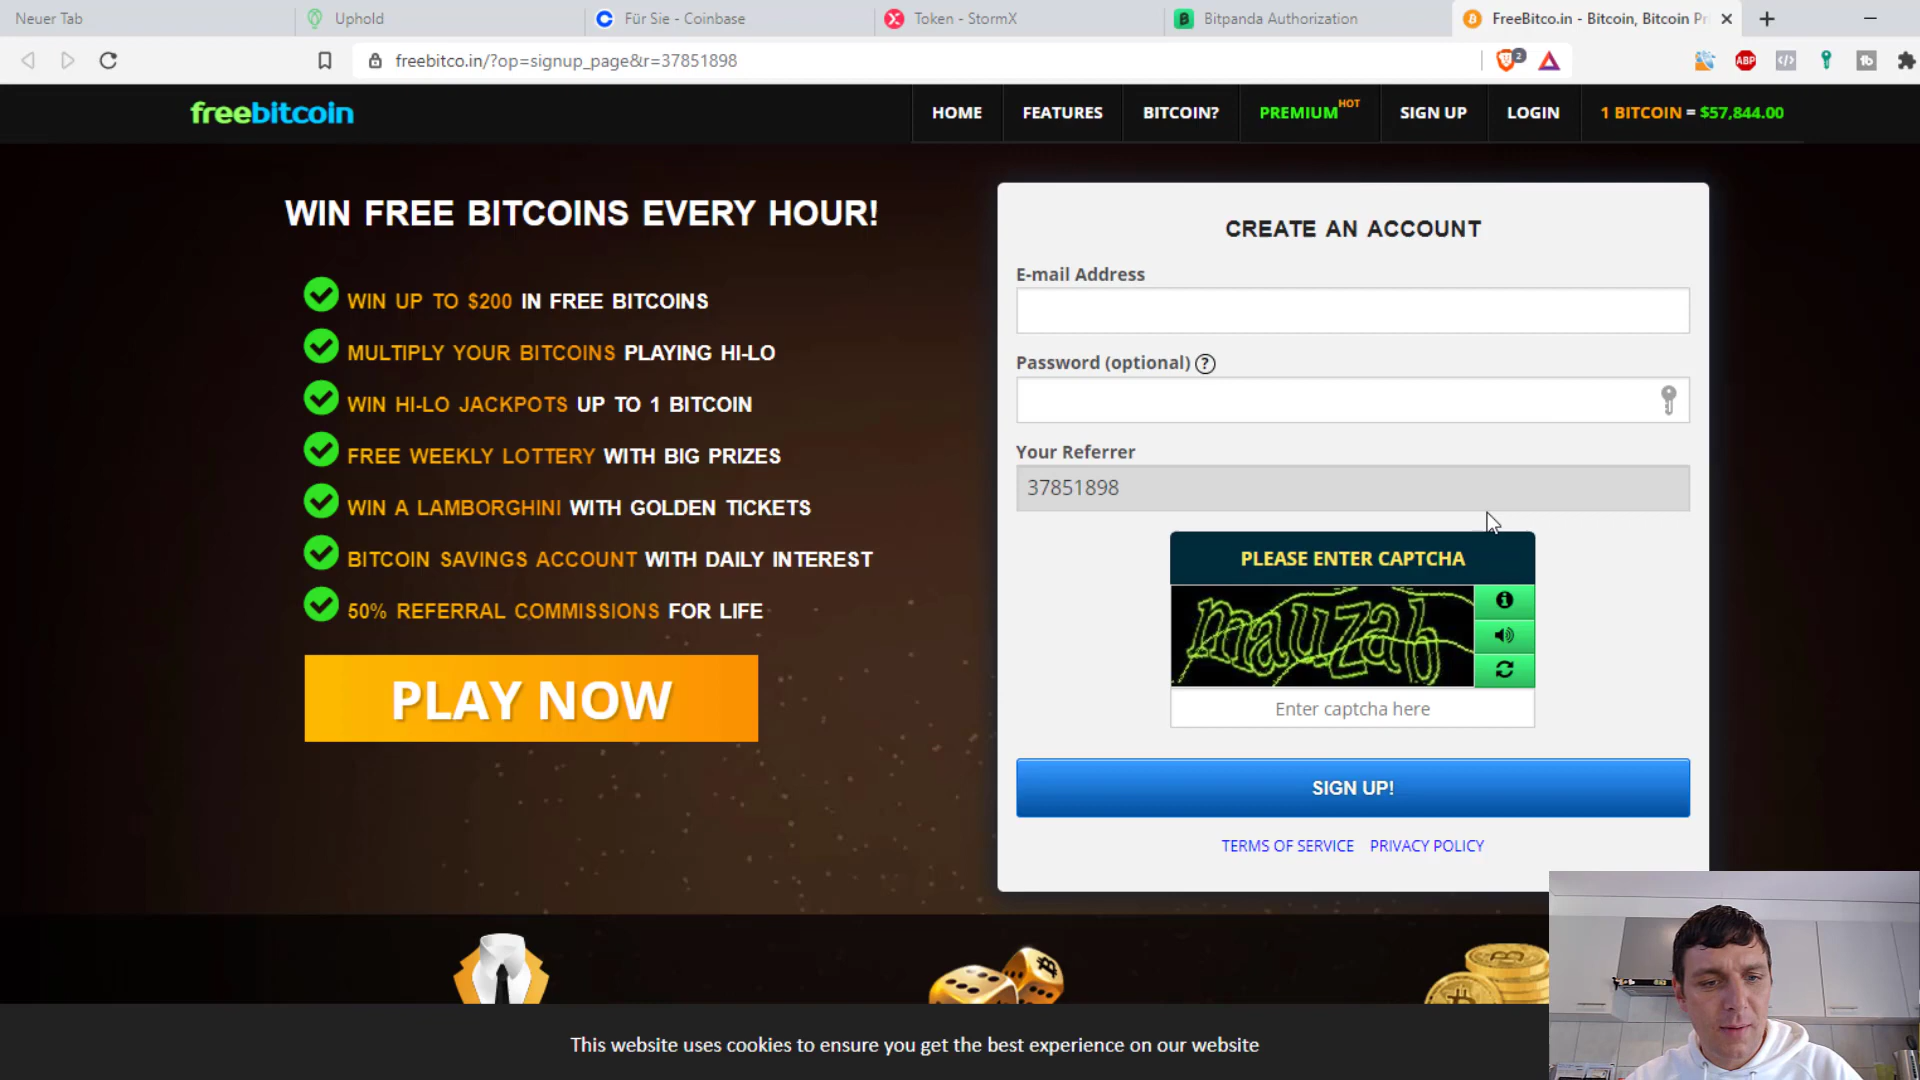 Neuer Tab
Uphold
Für Sie - Coinbase
Token - StormX
Bitpanda Authorization
FreeBitco.in - Bitcoin, Bitcoin Pr
freebitco.in/?op=signup_page&r=37851898
2
ABP
freebitcoin
HOME
FEATURES
BITCOIN?
PREMIUM HOT
SIGN UP
LOGIN
1 BITCOIN = $57,844.00
WIN FREE BITCOINS EVERY HOUR!
WIN UP TO $200 IN FREE BITCOINS
MULTIPLY YOUR BITCOINS PLAYING HI-LO
WIN HI-LO JACKPOTS UP TO 1 BITCOIN
FREE WEEKLY LOTTERY WITH BIG PRIZES
WIN A LAMBORGHINI WITH GOLDEN TICKETS
BITCOIN SAVINGS ACCOUNT WITH DAILY INTEREST
50% REFERRAL COMMISSIONS FOR LIFE
PLAY NOW
CREATE AN ACCOUNT
E-mail Address
Password (optional) ?
Your Referrer
37851898
PLEASE ENTER CAPTCHA
mauzab
Enter captcha here
SIGN UP!
TERMS OF SERVICE PRIVACY POLICY
This website uses cookies to ensure you get the best experience on our website